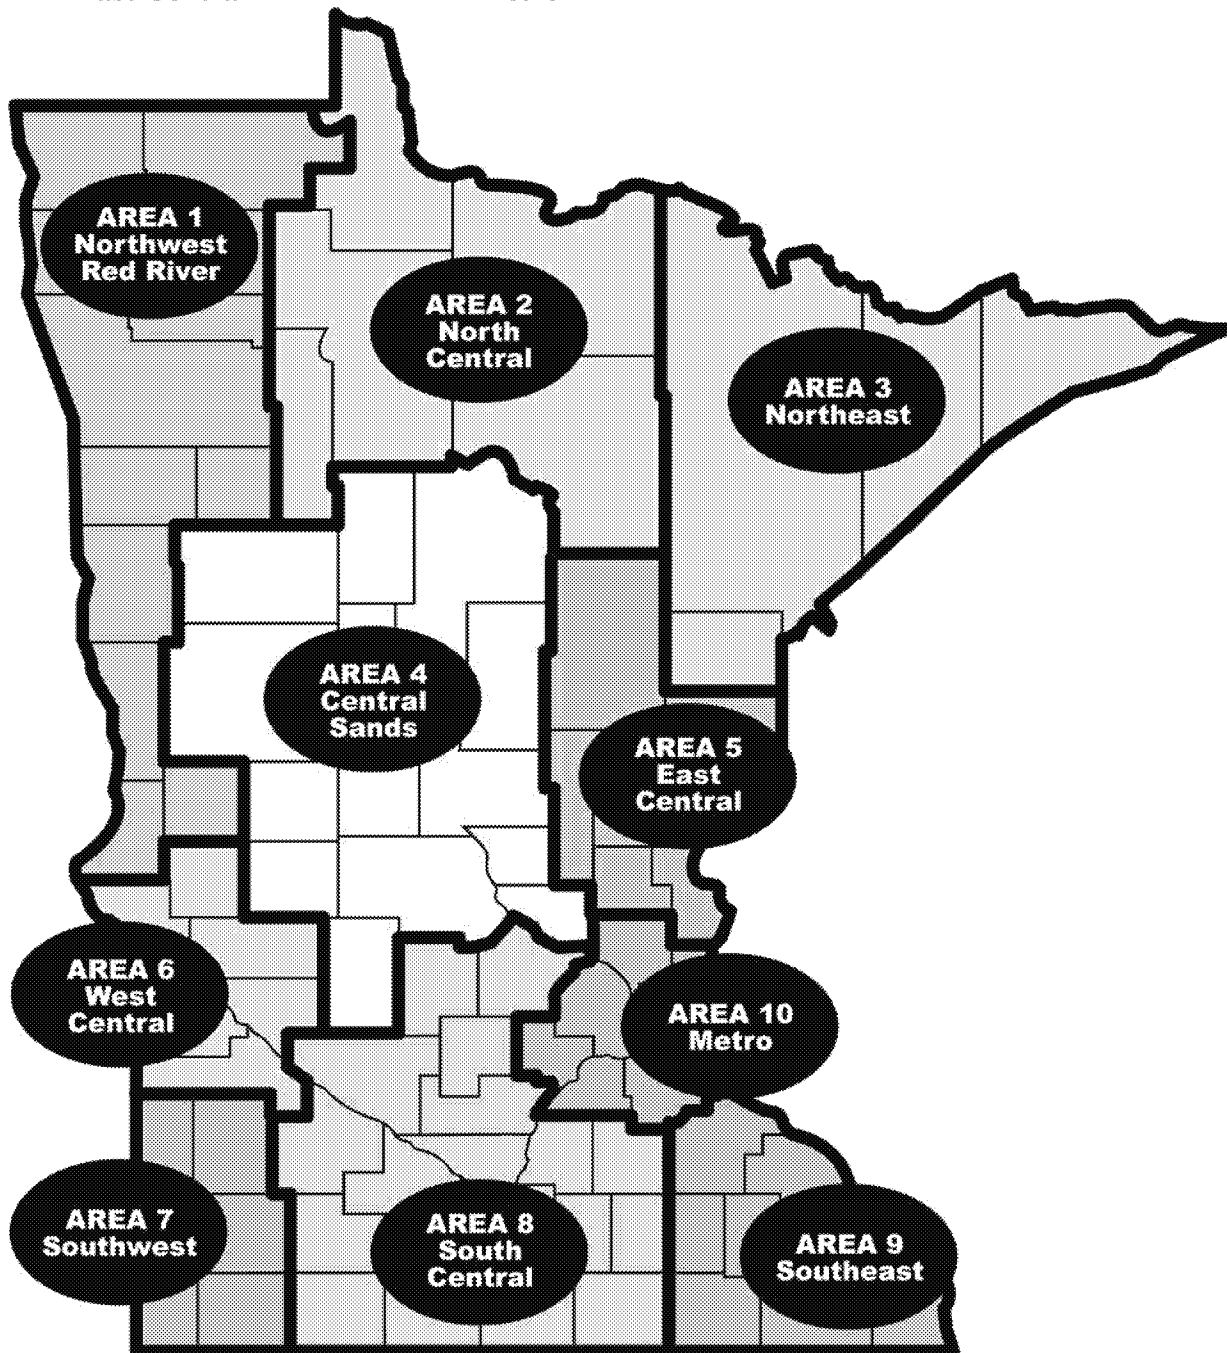 AREA 1
Northwest
Red River
AREA 2
North
Central
AREA 3
Northeast
AREA 4
Central
Sands
AREA 5
East
Central
AREA 6
West
Central
AREA 10
Metro
AREA 7
Southwest
AREA 8
South
Central
AREA 9
Southeast